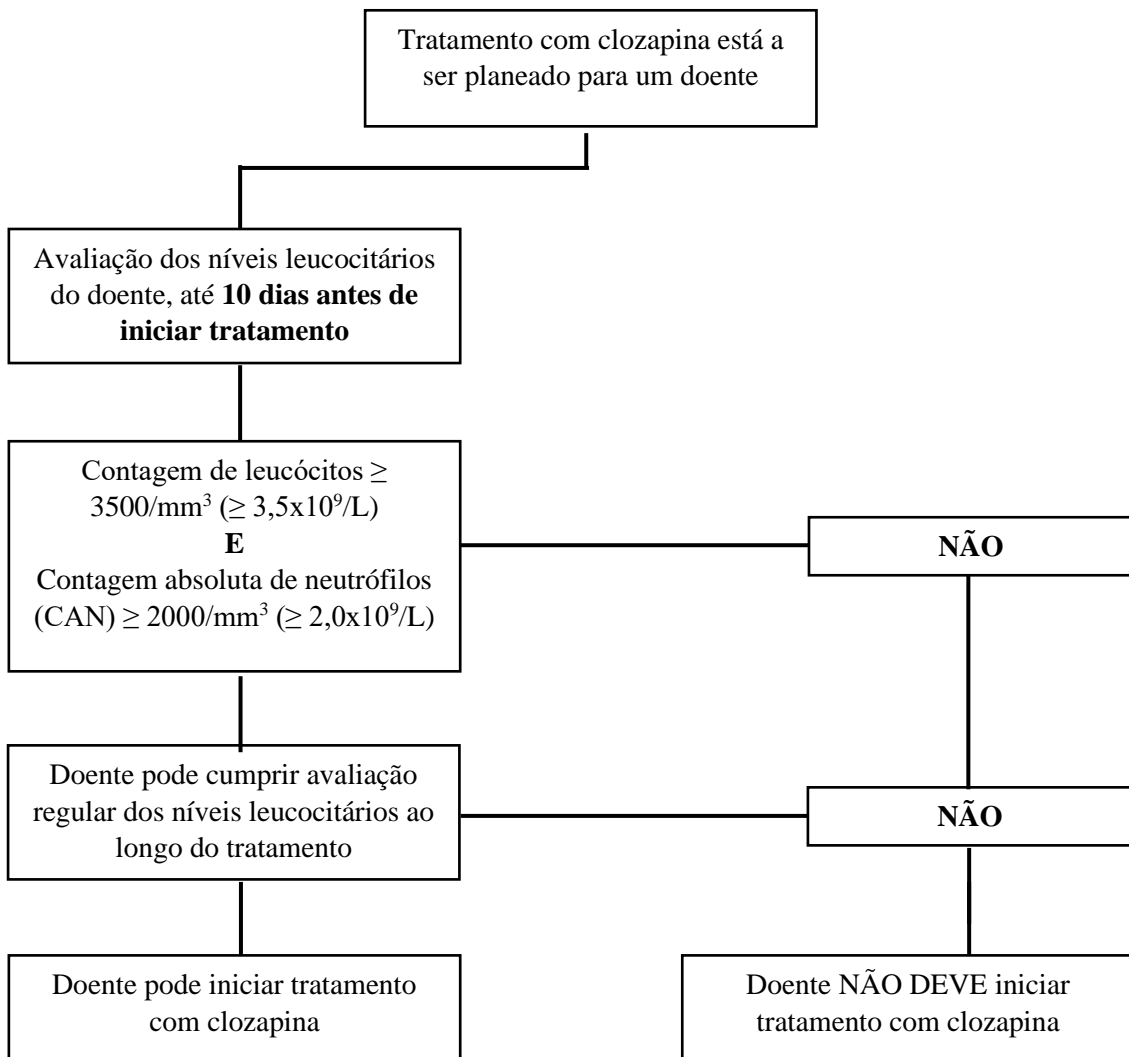 Tratamento com clozapina está a
ser planeado para um doente
Avaliação dos níveis leucocitários
do doente, até 10 dias antes de
iniciar tratamento
Contagem de leucócitos ≥
3500/mm³ (≥ 3,5x10⁹/L)
E
Contagem absoluta de neutrófilos
(CAN) ≥ 2000/mm³ (≥ 2,0x10⁹/L)
NÃO
Doente pode cumprir avaliação
regular dos níveis leucocitários ao
longo do tratamento
NÃO
Doente pode iniciar tratamento
com clozapina
Doente NÃO DEVE iniciar
tratamento com clozapina